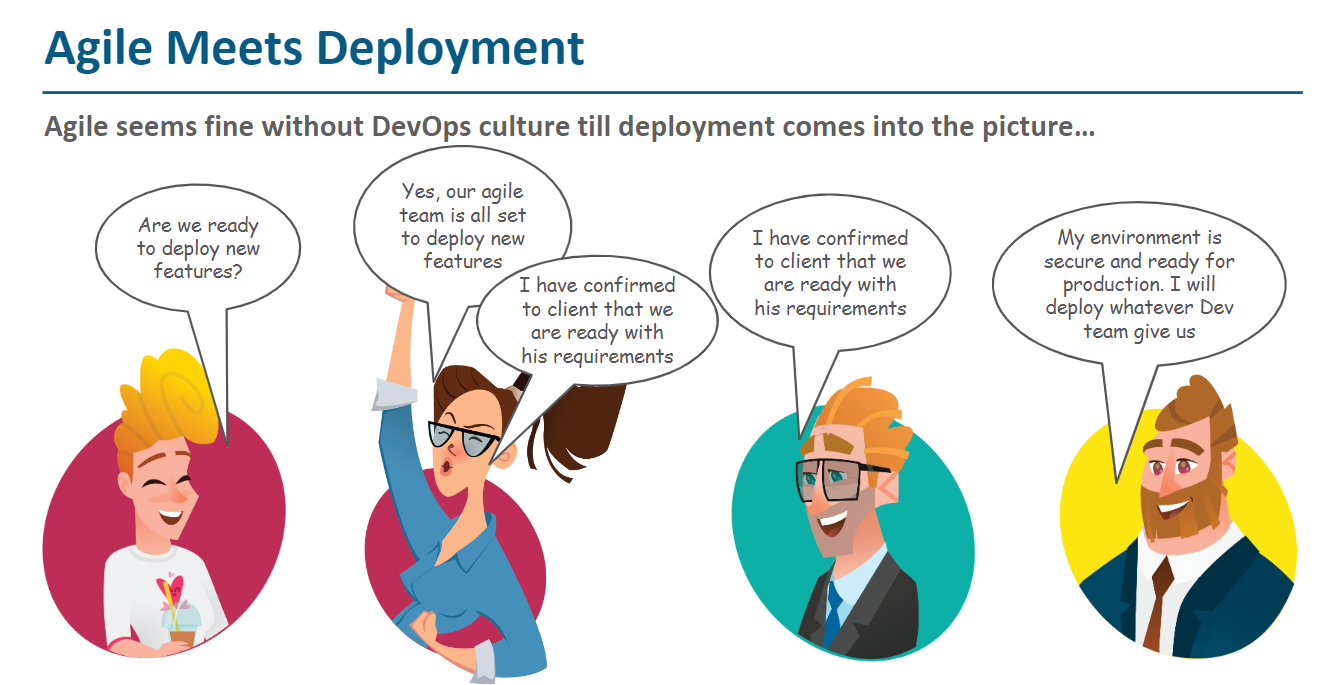 Agile Meets Deployment
Agile seems fine without DevOps culture till deployment comes into the picture…
Are we ready
to deploy new
features?
Yes, our agile
team is all set
to deploy new
features
I have confirmed
to client that we
are ready with
his requirements
I have confirmed
to client that we
are ready with
his requirements
My environment is
secure and ready for
production. I will
deploy whatever Dev
team give us